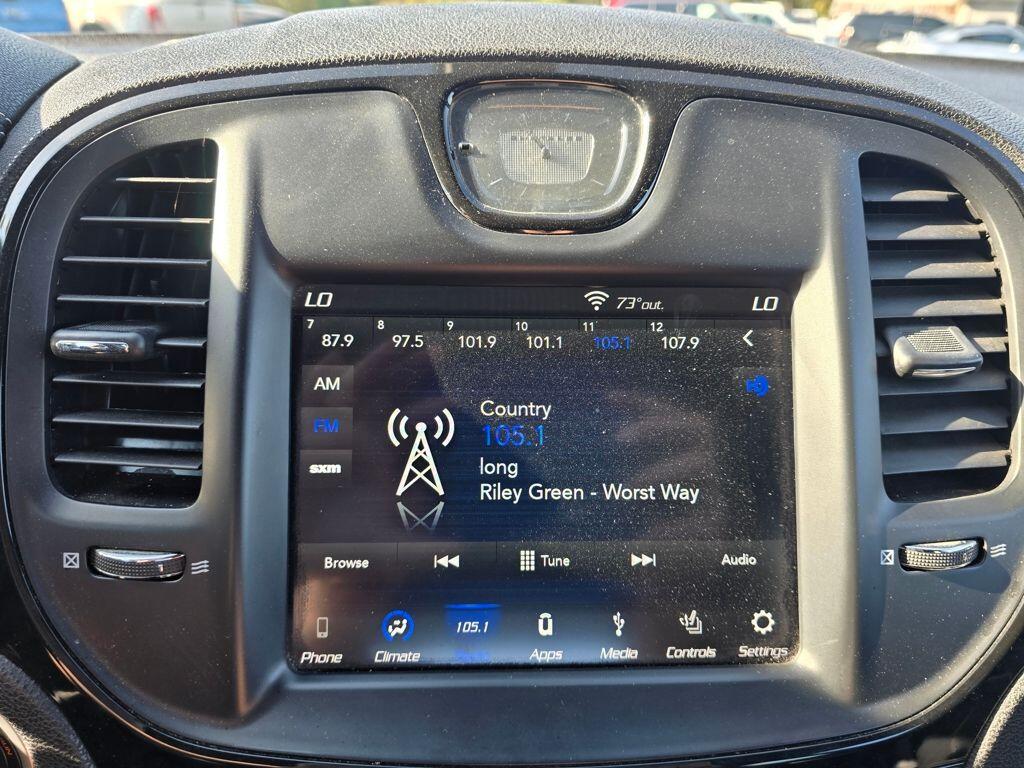 LO 73°out. LO
7 8 9 10 11 12
87.9 97.5 101.9 101.1 105.1 107.9
AM
FM
sxm
Country
105.1
long
Riley Green - Worst Way
Browse Tune Audio
105.1
Phone Climate Radio Apps Media Controls Settings